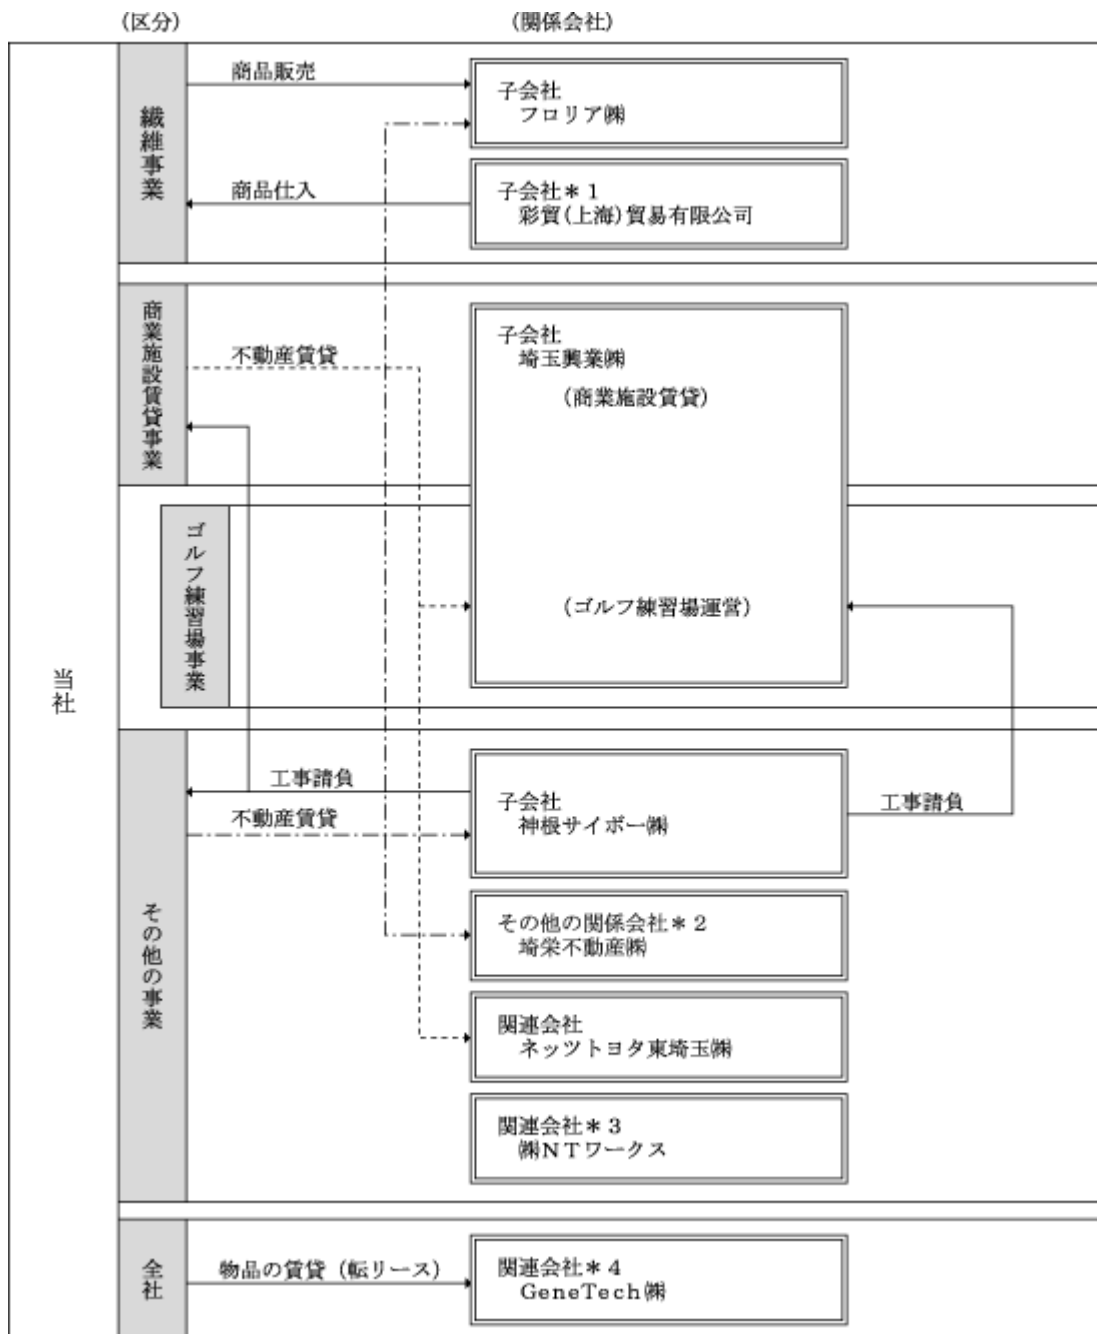 (区分)
(関係会社)
当社
繊維事業
商品販売
子会社
フロリア㈱
商品仕入
子会社＊１
彩貿(上海)貿易有限公司
商業施設賃貸事業
不動産賃貸
子会社
埼玉興業㈱
(商業施設賃貸)
ゴルフ練習場事業
(ゴルフ練習場運営)
その他の事業
工事請負
不動産賃貸
子会社
神根サイボー㈱
工事請負
その他の関係会社＊２
埼栄不動産㈱
関連会社
ネッツトヨタ東埼玉㈱
関連会社＊３
㈱ＮＴワークス
全社
物品の賃貸（転リース）
関連会社＊４
GeneTech㈱